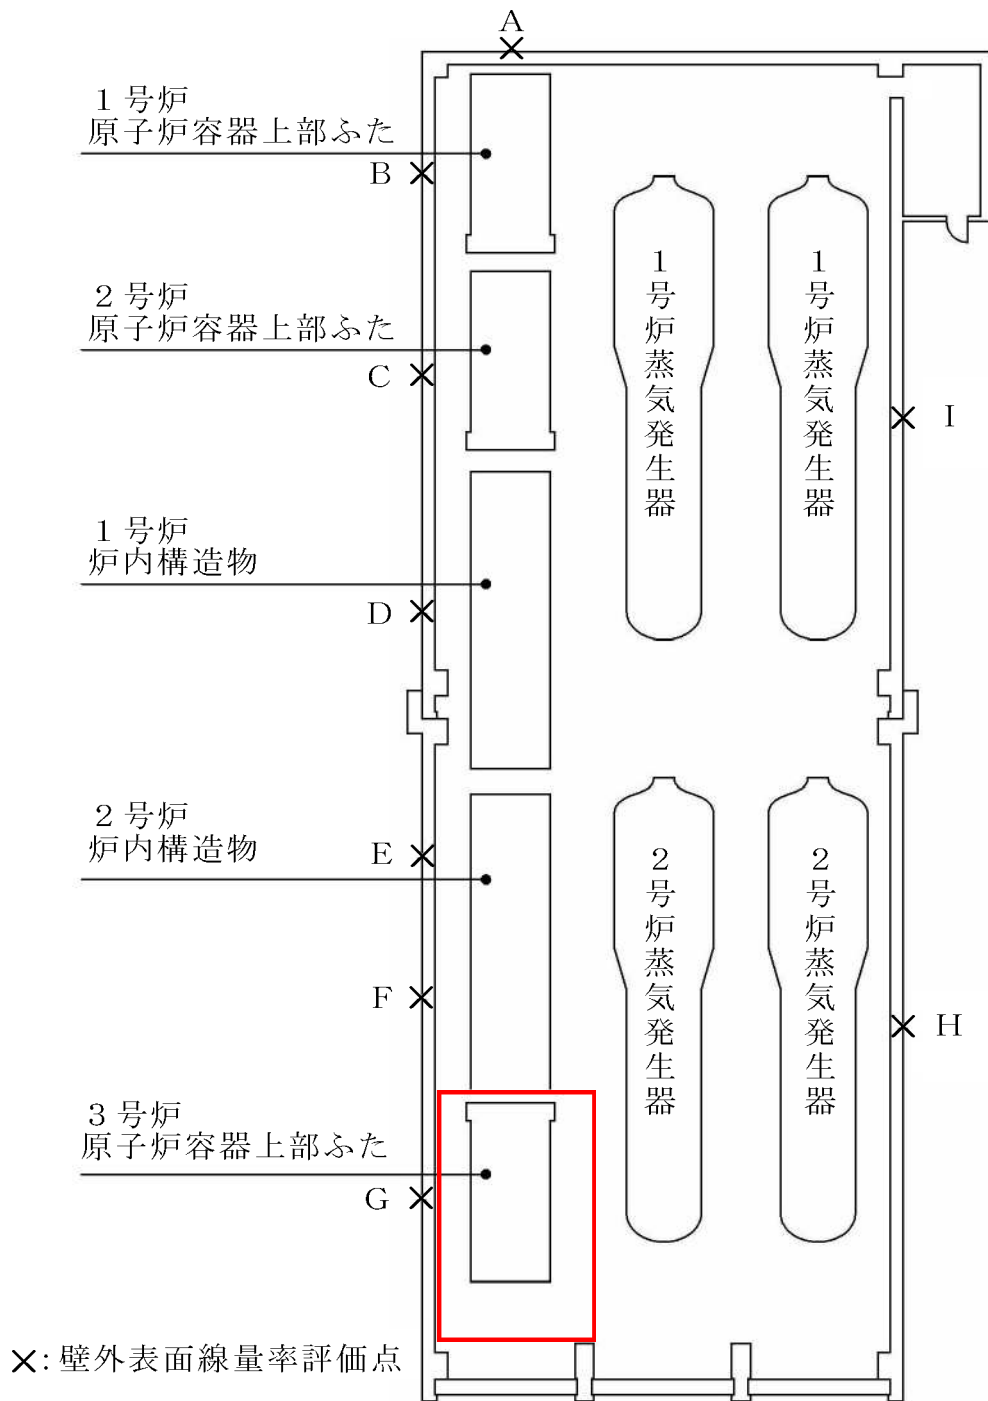 A
１号炉
原子炉容器上部ふた
B
２号炉
原子炉容器上部ふた
C
１号炉蒸気発生器
１号炉蒸気発生器
I
１号炉
炉内構造物
D
２号炉
炉内構造物
E
２号炉蒸気発生器
２号炉蒸気発生器
F
H
３号炉
原子炉容器上部ふた
G
×:壁外表面線量率評価点